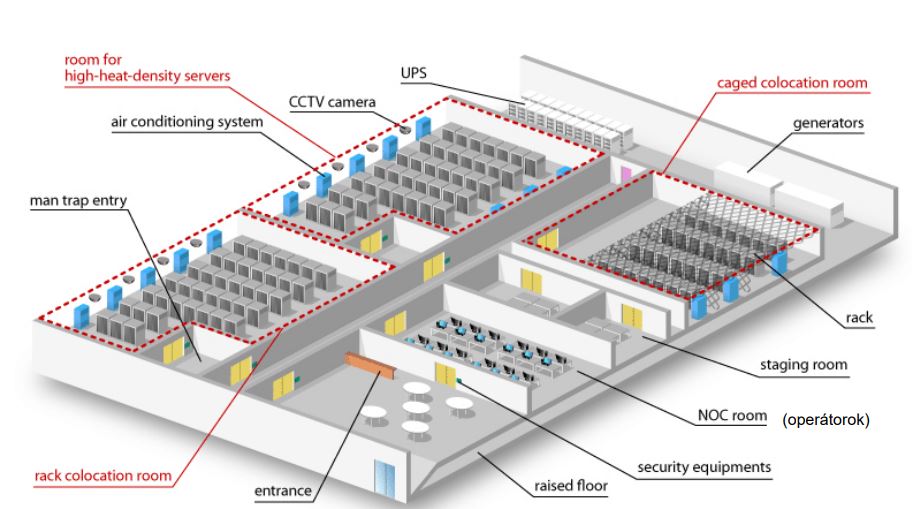 room for
high-heat-density servers
UPS
caged colocation room
CCTV camera
air conditioning system
generators
man trap entry
rack
staging room
NOC room (operátorok)
rack colocation room
security equipments
entrance
raised floor